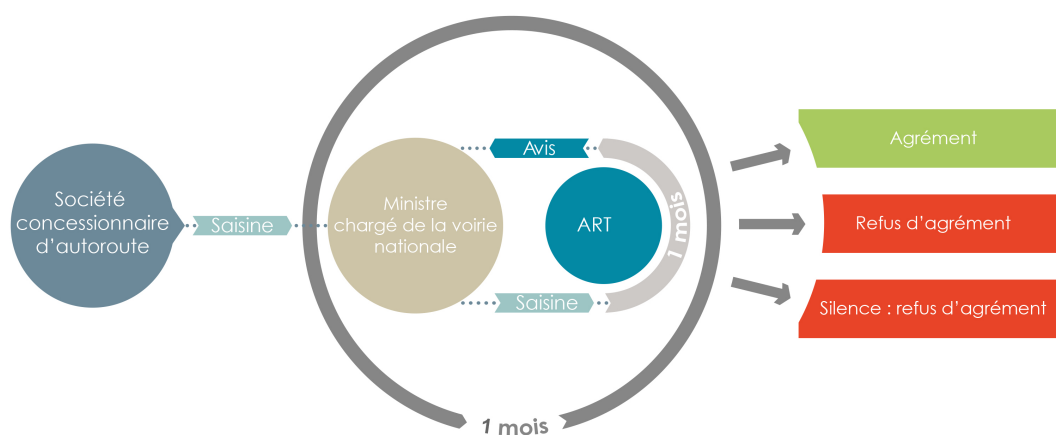 Société
concessionnaire
d'autoroute
Saisine
Ministre
chargé de la voirie
nationale
Avis
ART
1 mois
Saisine
1 mois
Agrément
Refus d'agrément
Silence : refus d'agrément